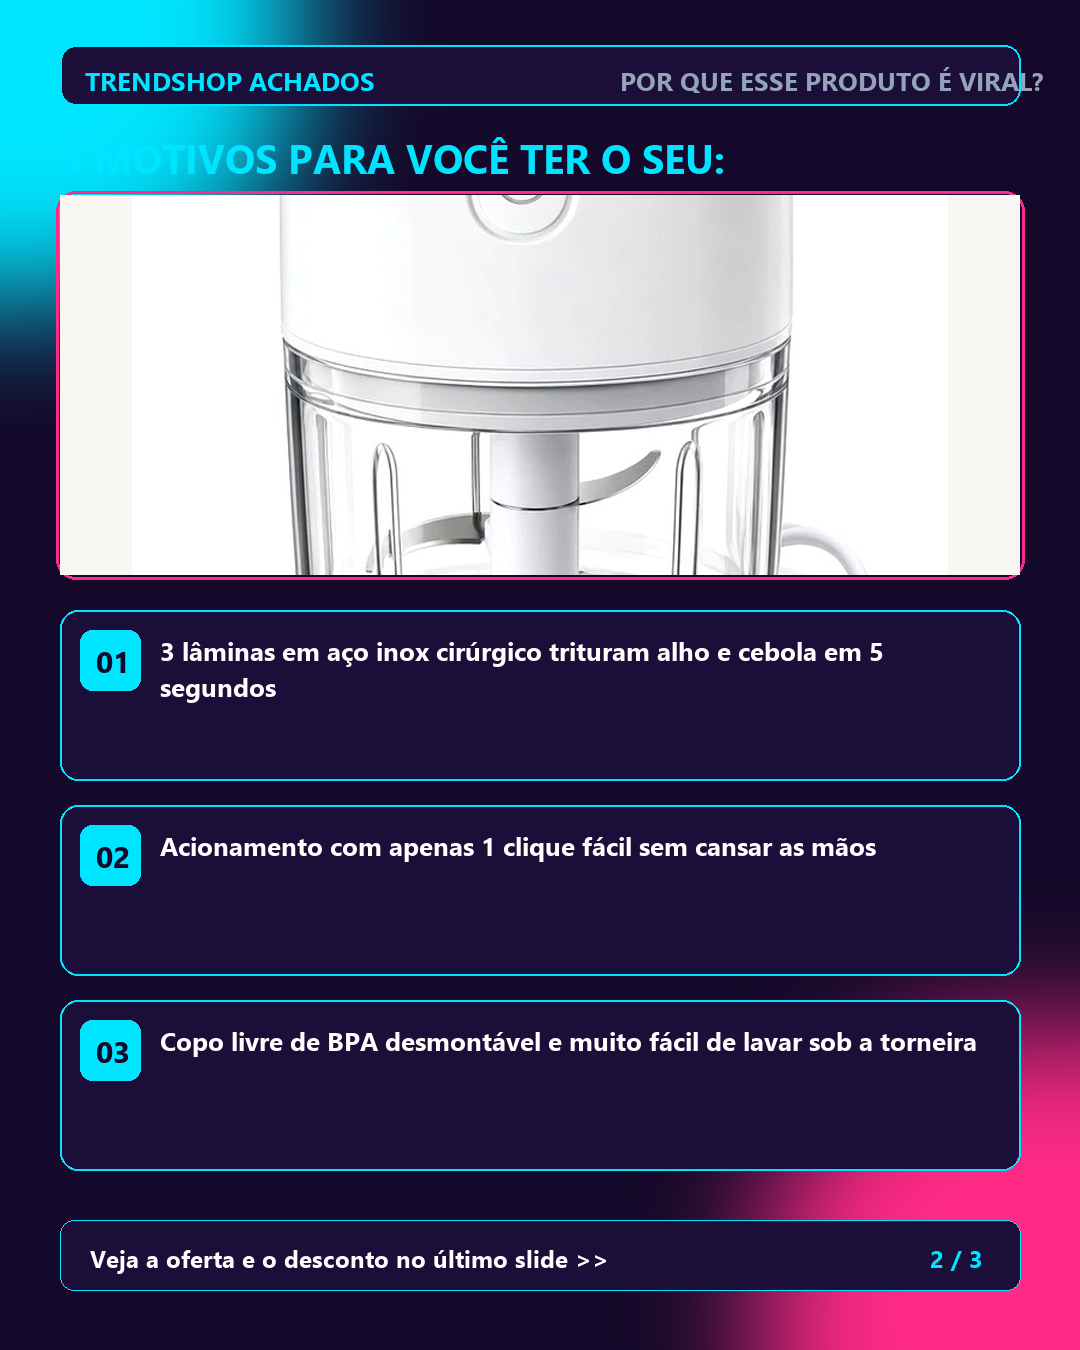 TRENDSHOP ACHADOS
POR QUE ESSE PRODUTO É VIRAL?
MOTIVOS PARA VOCÊ TER O SEU:
01
3 lâminas em aço inox cirúrgico trituram alho e cebola em 5
segundos
02
Acionamento com apenas 1 clique fácil sem cansar as mãos
03
Copo livre de BPA desmontável e muito fácil de lavar sob a torneira
Veja a oferta e o desconto no último slide >>
2 / 3